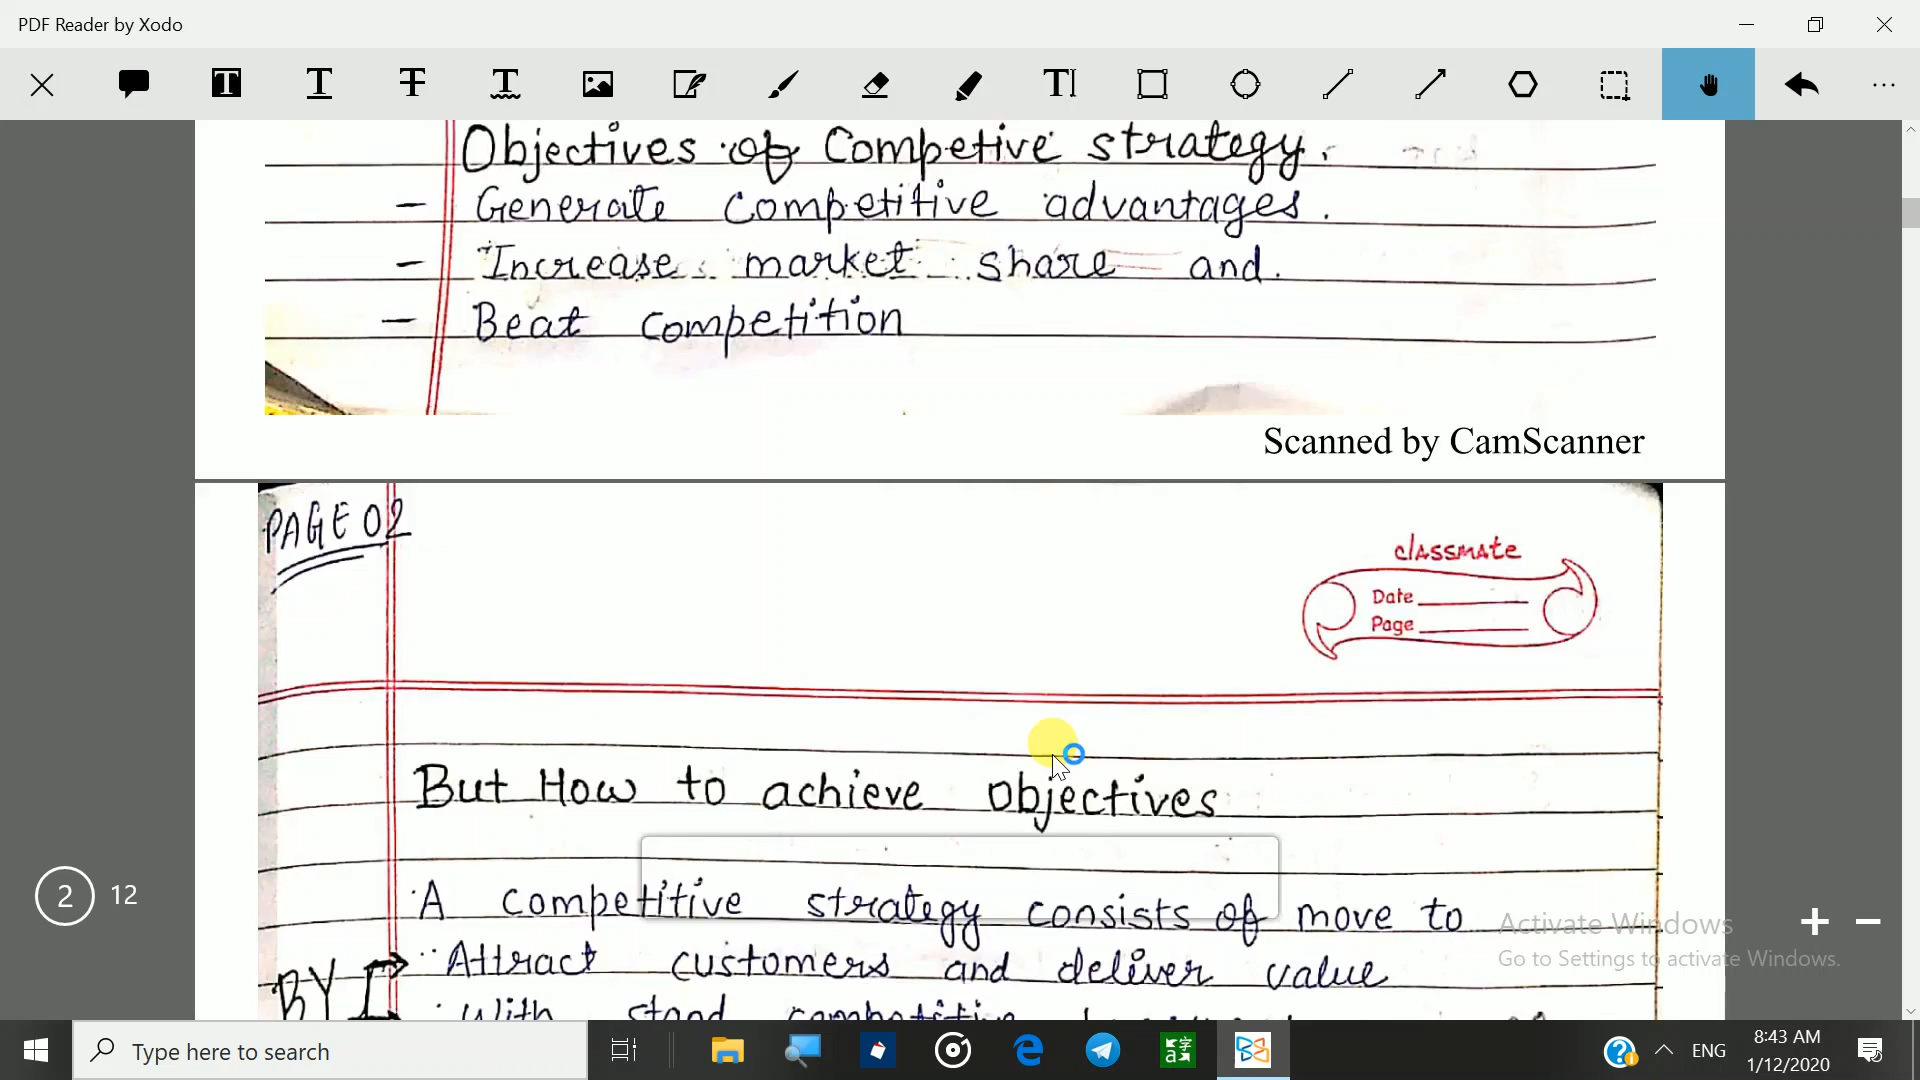 PDF Reader by Xodo
Objectives of Competive strategy.
- Generate Competitive advantages.
- Increase market share and.
- Beat competition
Scanned by CamScanner
PAGE 02
classmate
Date
Page
But How to achieve objectives
A competitive strategy consists of move to
BY Attract customers and deliver value
With stand competitive
2 12
Activate Windows
Go to Settings to activate Windows.
Type here to search
ENG
8:43 AM
1/12/2020